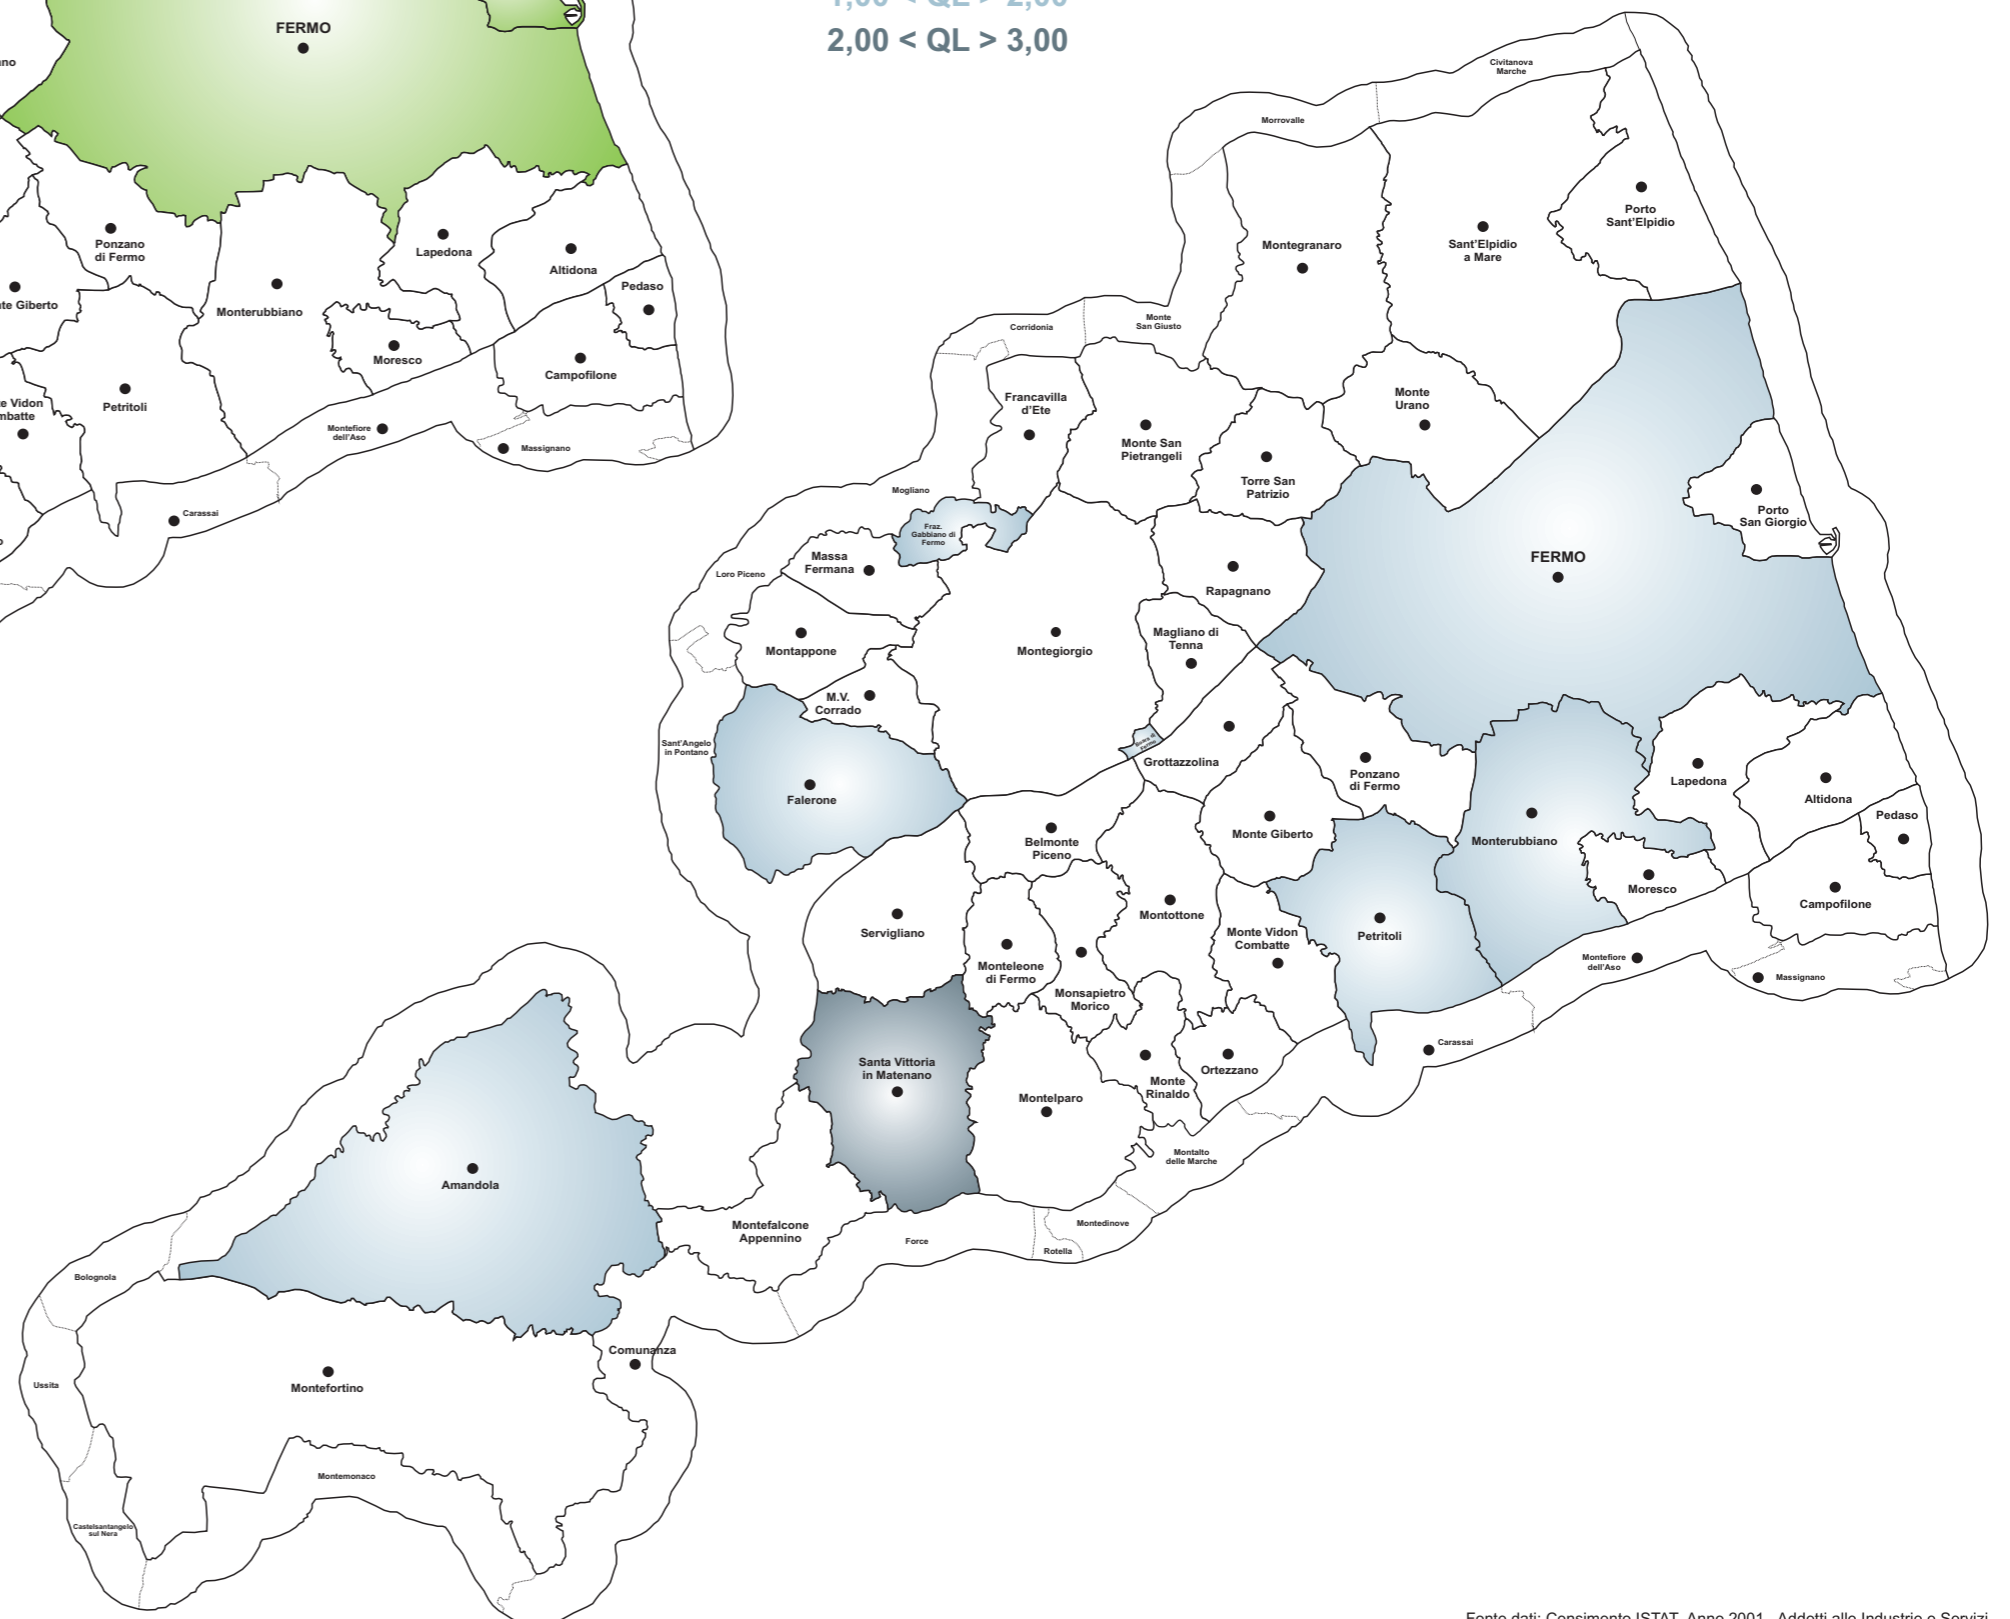 FERMO
Ponzano
di Fermo
Lapedona
Altidona
Pedaso
Monterubbiano
Moresco
Campofilone
Petritoli
Montefiore
dell'Aso
Massignano
Carassai
2,00 < QL > 3,00
Civitanova
Marche
Morrovalle
Porto
Sant'Elpidio
Montegranaro
Sant'Elpidio
a Mare
Corridonia
Monte
San Giusto
Francavilla
d'Ete
Monte
Urano
Monte San
Pietrangeli
Torre San
Patrizio
Mogliano
Porto
San Giorgio
Fraz.
Gabbiano di
Fermo
Massa
Fermana
FERMO
Loro Piceno
Rapagnano
Montappone
Montegiorgio
Magliano di
Tenna
M.V.
Corrado
Sant'Angelo
in Pontano
Grottazzolina
Falerone
Ponzano
di Fermo
Lapedona
Altidona
Pedaso
Monte Giberto
Monterubbiano
Belmonte
Piceno
Moresco
Campofilone
Montottone
Servigliano
Monte Vidon
Combatte
Petritoli
Monteleone
di Fermo
Montefiore
dell'Aso
Massignano
Monsapietro
Morico
Carassai
Santa Vittoria
in Matenano
Ortezzano
Monte
Rinaldo
Montelparo
Montalto
delle Marche
Amandola
Montefalcone
Appennino
Montedinove
Force
Rotella
Bolognola
Comunanza
Ussita
Montefortino
Montemonaco
Castelsantangelo
sul Nera